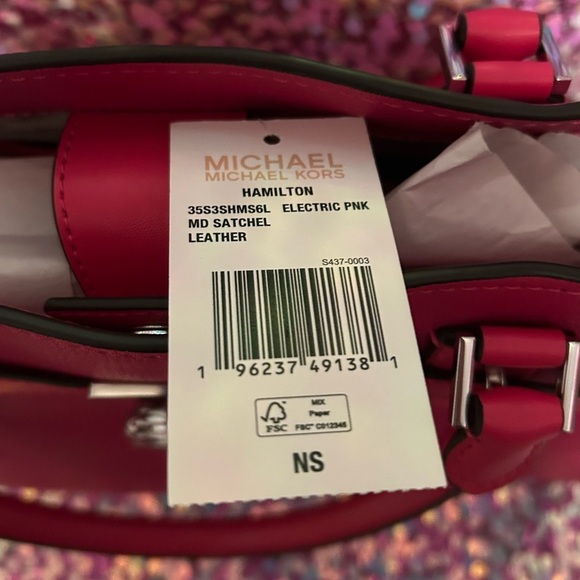 MICHAEL
MICHAEL KORS
HAMILTON
35S3SHMS6L ELECTRIC PNK
MD SATCHEL
LEATHER
S437-0003
1 96237 49138 1
FSC
MIX
Paper
FSC® C012345
NS